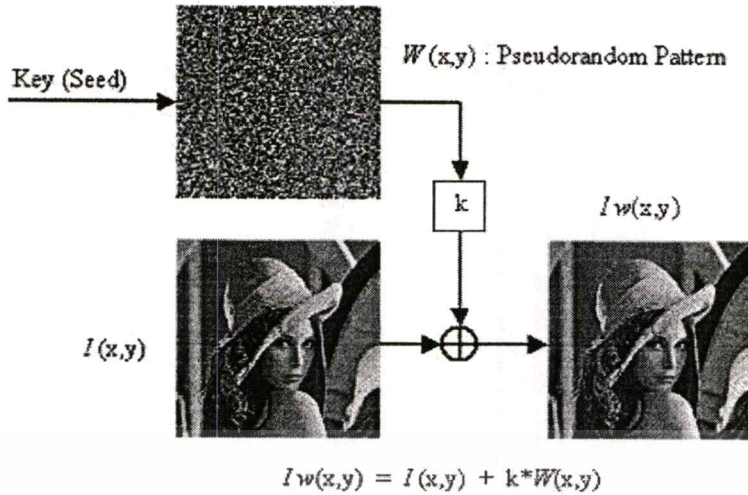 W(x,y) : Pseudorandom Pattern
Key (Seed)
k
Iw(x,y)
I(x,y)
Iw(x,y) = I(x,y) + k*W(x,y)